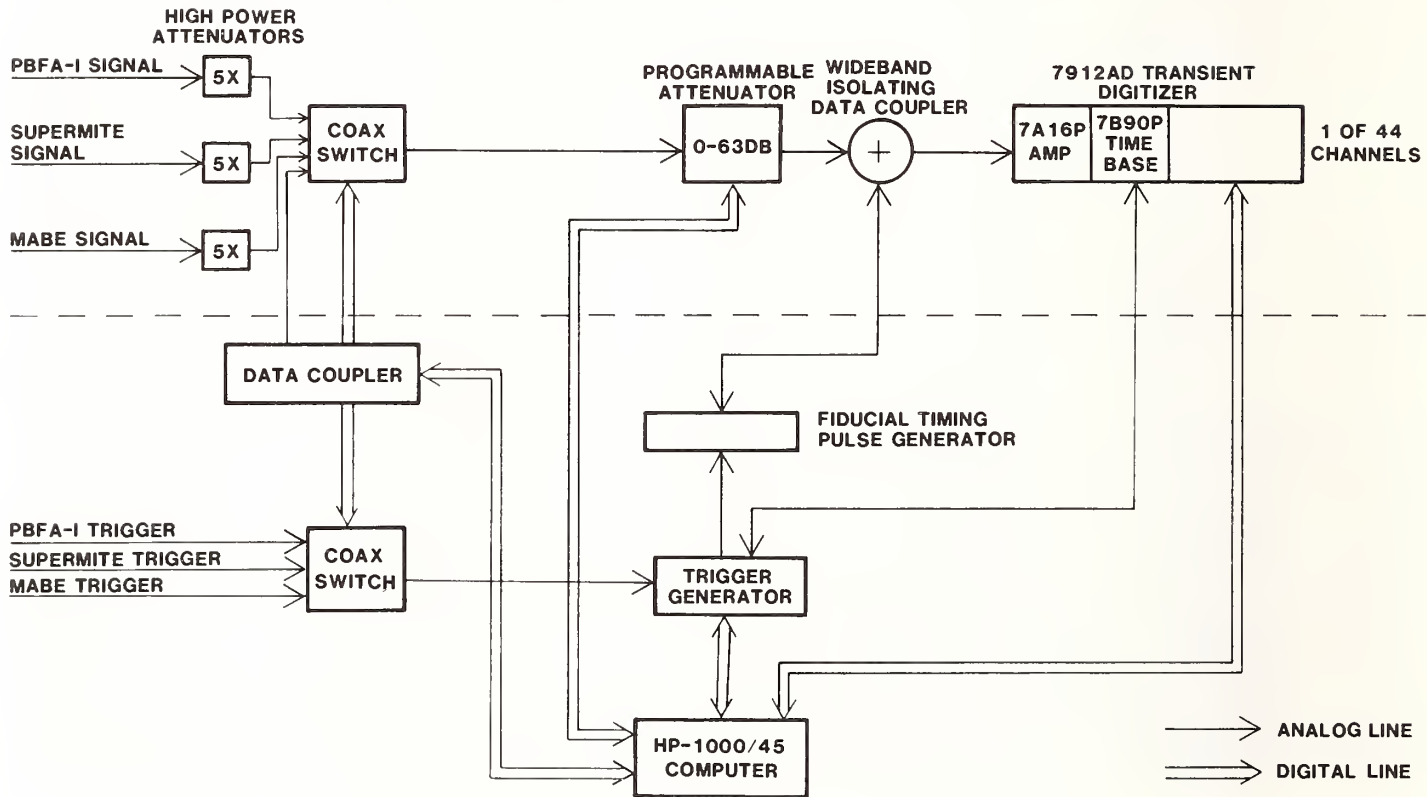 HIGH POWER
ATTENUATORS
PBFA-I SIGNAL
5X
SUPERMITE
SIGNAL
5X
MABE SIGNAL
5X
COAX
SWITCH
PROGRAMMABLE
ATTENUATOR
0-63DB
WIDEBAND
ISOLATING
DATA COUPLER
+
7912AD TRANSIENT
DIGITIZER
7A16P
AMP
7B90P
TIME
BASE
1 OF 44
CHANNELS
DATA COUPLER
FIDUCIAL TIMING
PULSE GENERATOR
PBFA-I TRIGGER
SUPERMITE TRIGGER
MABE TRIGGER
COAX
SWITCH
TRIGGER
GENERATOR
HP-1000/45
COMPUTER
ANALOG LINE
DIGITAL LINE